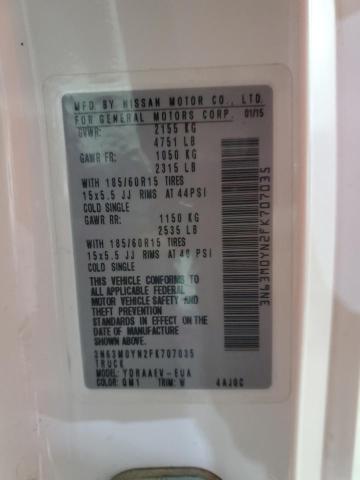 MFD. BY NISSAN MOTOR CO., LTD.
FOR GENERAL MOTORS CORP. 01/15
GVWR: 2155 KG
4751 LB
GAWR FR: 1050 KG
2315 LB
WITH 185/60R15 TIRES
15x5.5 JJ RIMS AT 44PSI
COLD SINGLE
GAWR RR: 1150 KG
2535 LB
WITH 185/60R15 TIRES
15x5.5 JJ RIMS AT 48 PSI
COLD SINGLE
THIS VEHICLE CONFORMS TO
ALL APPLICABLE FEDERAL
MOTOR VEHICLE SAFETY AND
AND THEFT PREVENTION
STANDARDS IN EFFECT ON
THE DATE OF MANUFACTURE
SHOWN ABOVE.
3N63M0YN2FK707035
TRUCK
MODEL: YDRAAEV-EUA
COLOR: QM1 TRIM: W 4AJ0C
3N63M0YN2FK707035